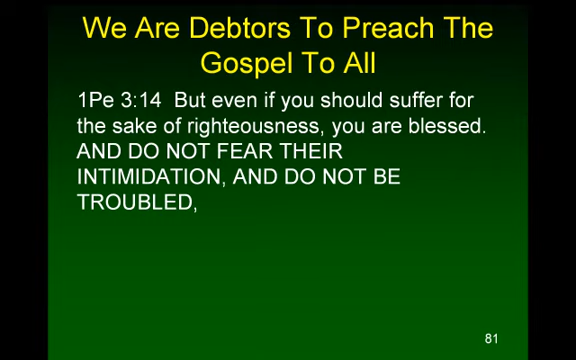 We Are Debtors To Preach The
Gospel To All
1Pe 3:14 But even if you should suffer for
the sake of righteousness, you are blessed.
AND DO NOT FEAR THEIR
INTIMIDATION, AND DO NOT BE
TROUBLED,
81